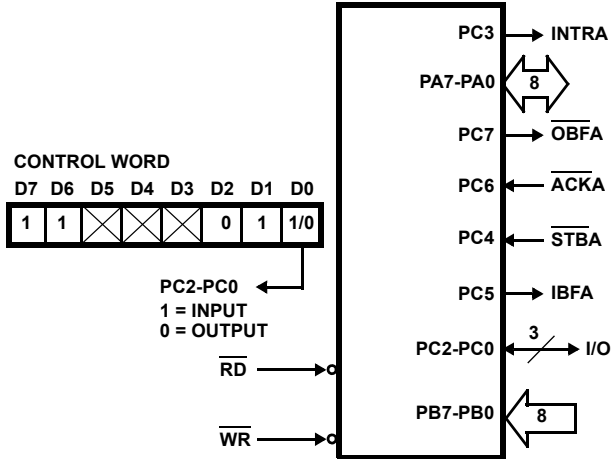 PC3 INTRA
PA7-PA0 8
PC7 OBFA
CONTROL WORD
D7 D6 D5 D4 D3 D2 D1 D0
1 1 0 1 1/0
PC6 ACKA
PC4 STBA
PC2-PC0
1 = INPUT
0 = OUTPUT
PC5 IBFA
PC2-PC0 3 I/O
RD
PB7-PB0 8
WR